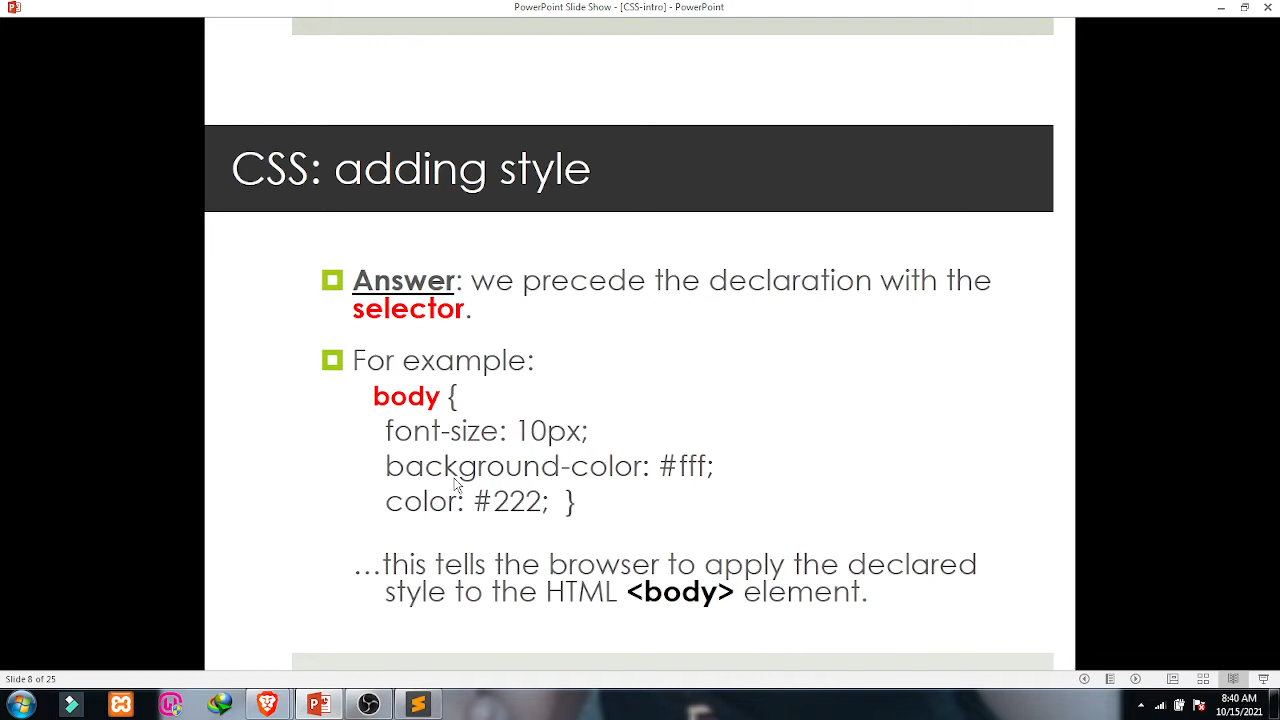 PowerPoint Slide Show - [CSS-intro] - PowerPoint
CSS: adding style
Answer: we precede the declaration with the
selector.
For example:
body {
font-size: 10px;
background-color: #fff;
color: #222; }
…this tells the browser to apply the declared
style to the HTML <body> element.
Slide 8 of 25
8:40 AM
10/15/2021